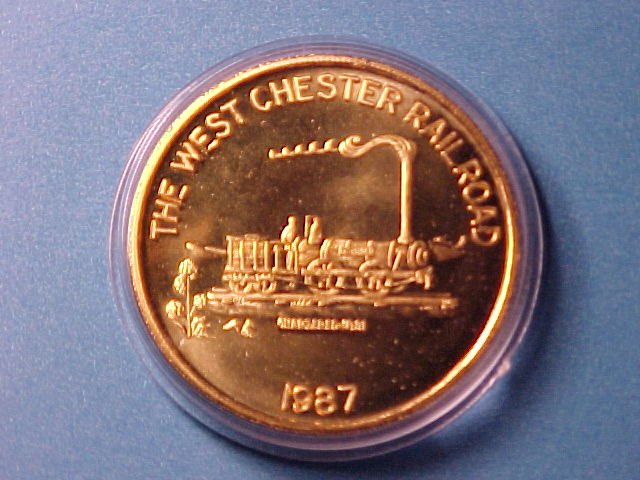 THE WEST CHESTER RAILROAD
1987